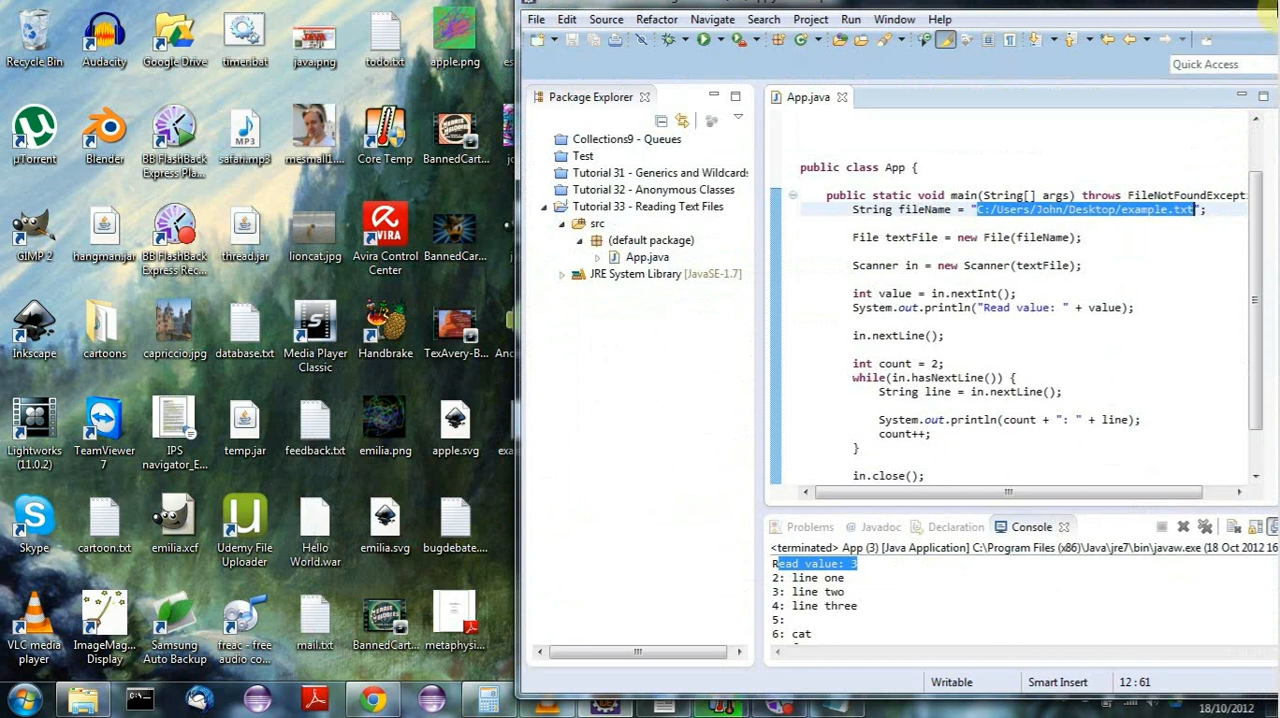 File Edit Source Refactor Navigate Search Project Run Window Help
Quick Access
Package Explorer
Collections9 - Queues
Test
Tutorial 31 - Generics and Wildcards
Tutorial 32 - Anonymous Classes
Tutorial 33 - Reading Text Files
src
(default package)
App.java
JRE System Library [JavaSE-1.7]
App.java
public class App {
public static void main(String[] args) throws FileNotFoundExcept:
String fileName = "C:/Users/John/Desktop/example.txt";
File textFile = new File(fileName);
Scanner in = new Scanner(textFile);
int value = in.nextInt();
System.out.println("Read value: " + value);
in.nextLine();
int count = 2;
while(in.hasNextLine()) {
String line = in.nextLine();
System.out.println(count + ": " + line);
count++;
}
in.close();
Problems @ Javadoc Declaration Console
<terminated> App (3) [Java Application] C:\Program Files (x86)\Java\jre7\bin\javaw.exe (18 Oct 2012 16
Read value: 3
2: line one
3: line two
4: line three
5:
6: cat
Writable Smart Insert 12 : 61
Recycle Bin Audacity Google Drive timer.bat java.png todo.txt apple.png
µTorrent Blender BB FlashBack safari.mp3 mesmall1.... Core Temp BannedCart...
Express Pla...
GIMP 2 hangman.jar BB FlashBack thread.jar lioncat.jpg Avira Control BannedCar...
Express Rec... Center
Inkscape cartoons capriccio.jpg database.txt Media Player Handbrake TexAvery-B...
Classic
Lightworks TeamViewer IPS temp.jar feedback.txt emilia.png apple.svg
(11.0.2) 7 navigator_E...
Skype cartoon.txt emilia.xcf Udemy File Hello emilia.svg bugdebate....
Uploader World.war
VLC media ImageMag... Samsung freac - free mail.txt BannedCart... metaphysi...
player Display Auto Backup audio co...
18/10/2012